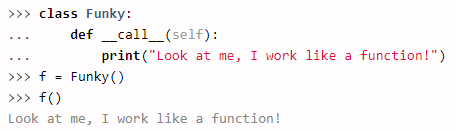 >>> class Funky:
...     def __call__(self):
...         print("Look at me, I work like a function!")
>>> f = Funky()
>>> f()
Look at me, I work like a function!